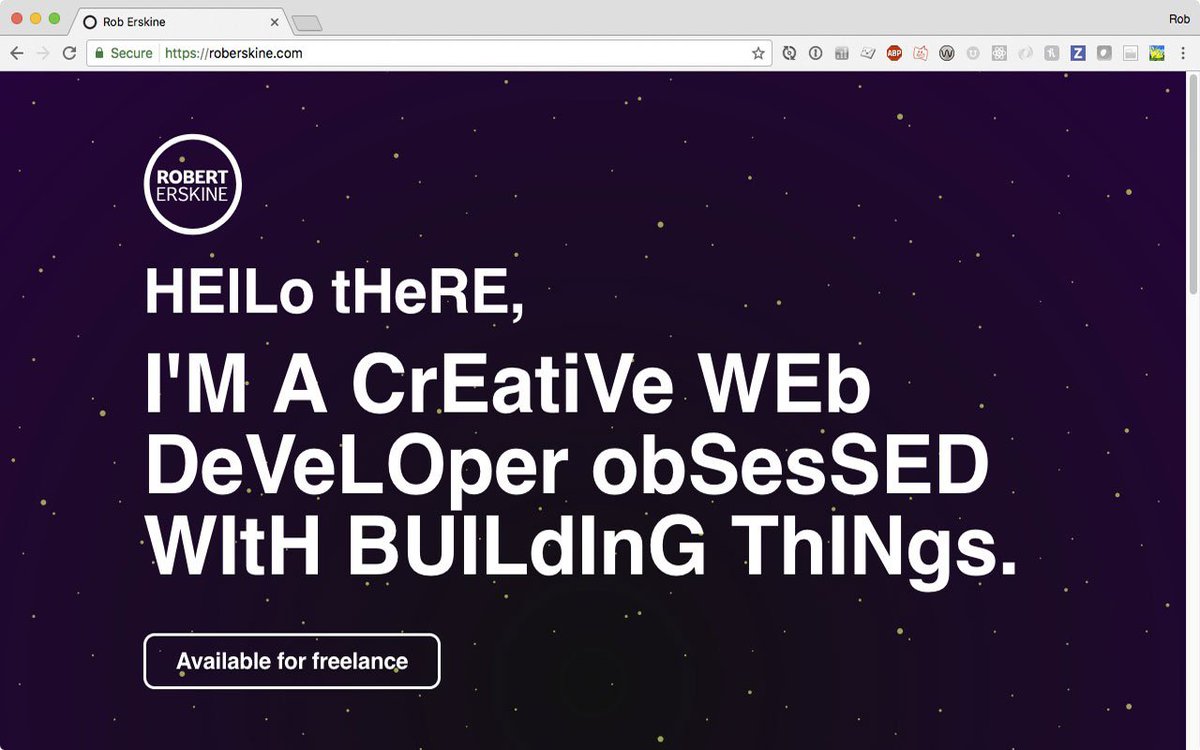 Rob Erskine
Rob
Secure
https://roberskine.com
ABP
ROBERT
ERSKINE
HElLo tHeRE,
I'M A CrEatiVe WEb
DeVeLOper obSesSED
WItH BUILdInG ThINgs.
Available for freelance